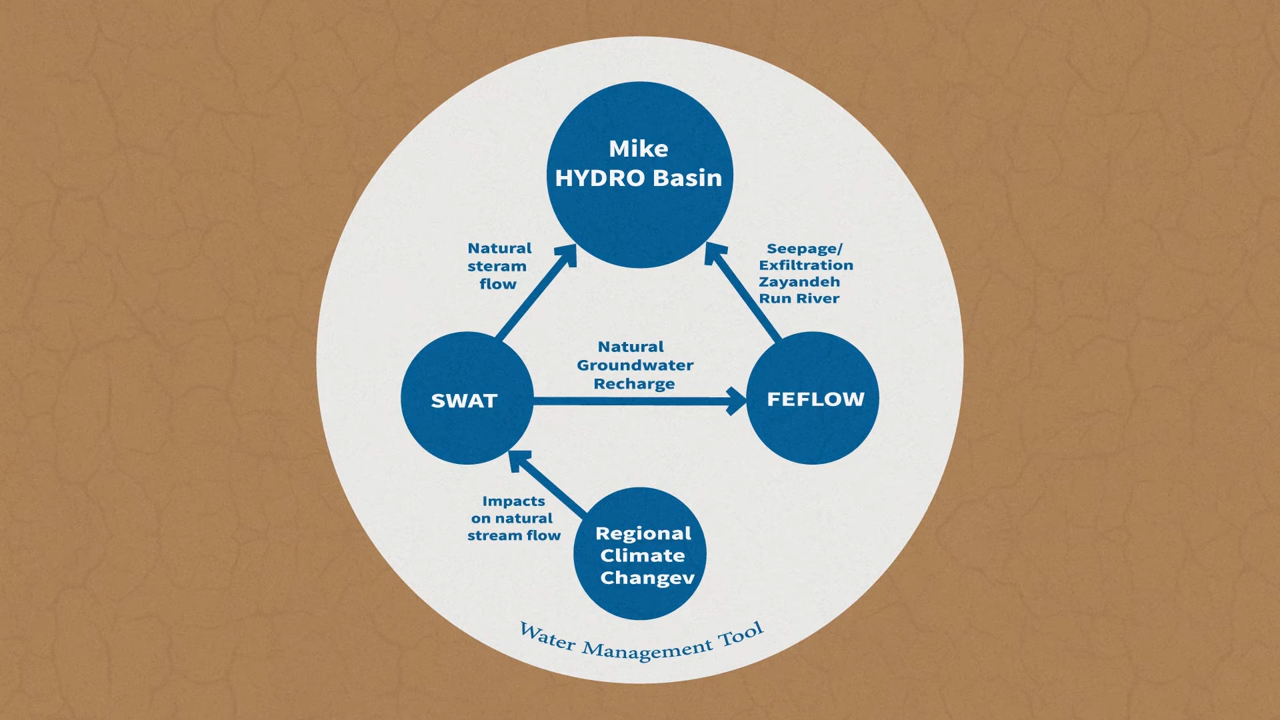 Mike
HYDRO Basin
Natural
steram
flow
Seepage/
Exfiltration
Zayandeh
Run River
Natural
Groundwater
Recharge
SWAT
FEFLOW
Impacts
on natural
stream flow
Regional
Climate
Changev
Water Management Tool